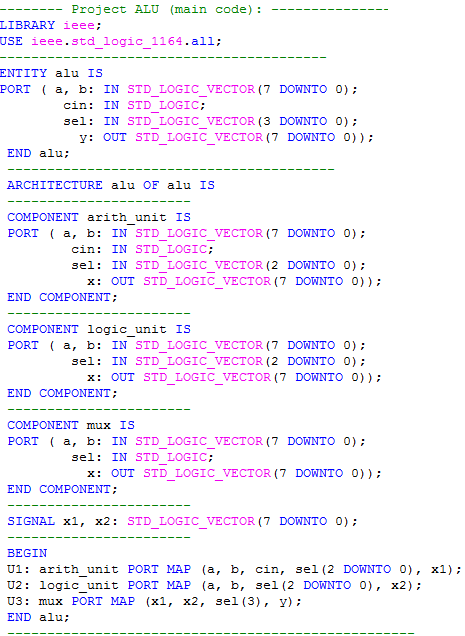 -------- Project ALU (main code): ---------------
LIBRARY ieee;
USE ieee.std_logic_1164.all;
-----------------------------------------
ENTITY alu IS
PORT ( a, b: IN STD_LOGIC_VECTOR(7 DOWNTO 0);
        cin: IN STD_LOGIC;
        sel: IN STD_LOGIC_VECTOR(3 DOWNTO 0);
          y: OUT STD_LOGIC_VECTOR(7 DOWNTO 0));
 END alu;
-----------------------------------------
 ARCHITECTURE alu OF alu IS
-----------------------
 COMPONENT arith_unit IS
 PORT ( a, b: IN STD_LOGIC_VECTOR(7 DOWNTO 0);
         cin: IN STD_LOGIC;
         sel: IN STD_LOGIC_VECTOR(2 DOWNTO 0);
           x: OUT STD_LOGIC_VECTOR(7 DOWNTO 0));
 END COMPONENT;
-----------------------
 COMPONENT logic_unit IS
 PORT ( a, b: IN STD_LOGIC_VECTOR(7 DOWNTO 0);
         sel: IN STD_LOGIC_VECTOR(2 DOWNTO 0);
           x: OUT STD_LOGIC_VECTOR(7 DOWNTO 0));
 END COMPONENT;
-----------------------
 COMPONENT mux IS
 PORT ( a, b: IN STD_LOGIC_VECTOR(7 DOWNTO 0);
         sel: IN STD_LOGIC;
           x: OUT STD_LOGIC_VECTOR(7 DOWNTO 0));
 END COMPONENT;
-----------------------
 SIGNAL x1, x2: STD_LOGIC_VECTOR(7 DOWNTO 0);
-----------------------
 BEGIN
 U1: arith_unit PORT MAP (a, b, cin, sel(2 DOWNTO 0), x1);
 U2: logic_unit PORT MAP (a, b, sel(2 DOWNTO 0), x2);
 U3: mux PORT MAP (x1, x2, sel(3), y);
 END alu;
---------------------------------------------------